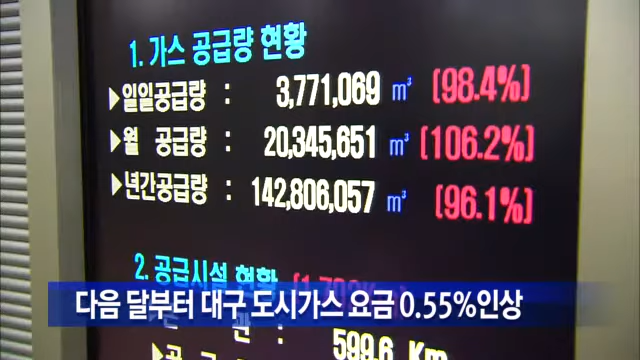 1. 가스 공급량 현황
▶일일공급량 : 3,771,069 m³ (98.4%)
▶월 공급량 : 20,345,651 m³ (106.2%)
▶년간공급량 : 142,806,057 m³ (96.1%)
2. 공급시설 현황
다음 달부터 대구 도시가스 요금 0.55%인상
관 : 599.6 Km